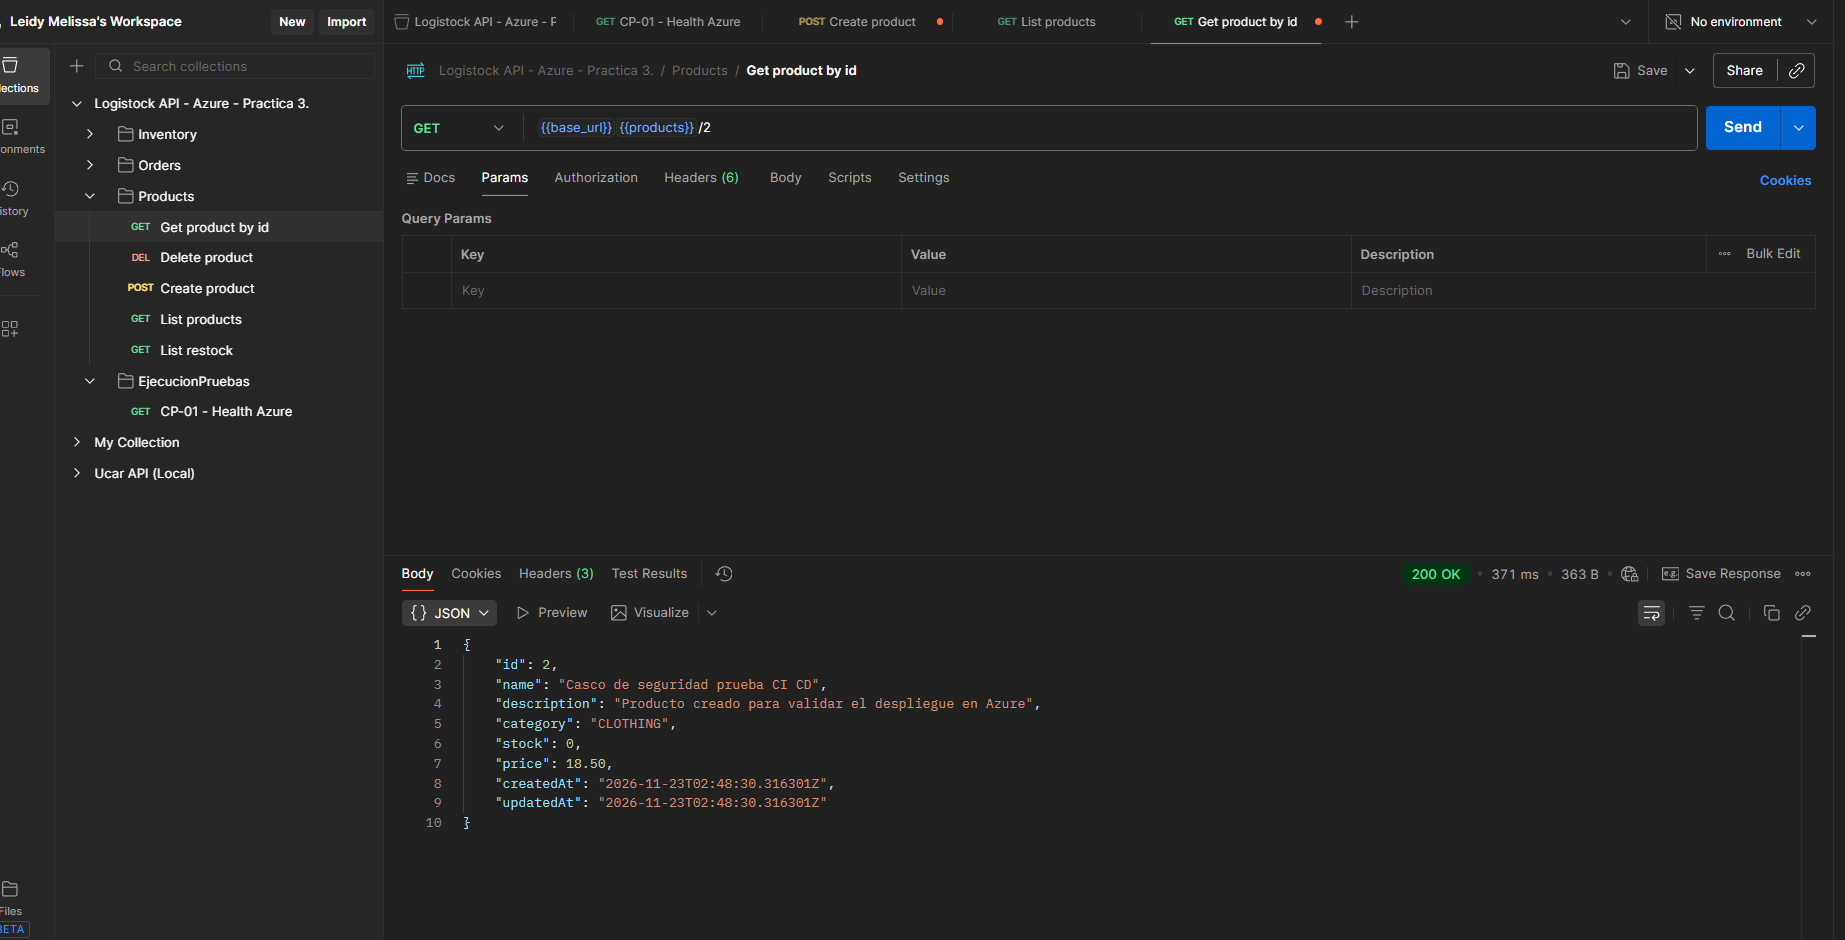 Leidy Melissa's Workspace
New
Import
Logistock API - Azure - P
GET CP-01 - Health Azure
POST Create product
GET List products
GET Get product by id
No environment
Search collections
Logistock API - Azure - Practica 3. / Products / Get product by id
Save
Share
lections
Logistock API - Azure - Practica 3.
GET
{{base_url}} {{products}} /2
Send
ronments
Inventory
Orders
Products
Docs
Params
Authorization
Headers (6)
Body
Scripts
Settings
Cookies
istory
GET Get product by id
Query Params
DEL Delete product
Key
Value
Description
Bulk Edit
lows
POST Create product
Key
Value
Description
GET List products
GET List restock
EjecucionPruebas
GET CP-01 - Health Azure
My Collection
Ucar API (Local)
Body
Cookies
Headers (3)
Test Results
200 OK
371 ms
363 B
e.g.
Save Response
{} JSON
Preview
Visualize
1 {
2 "id": 2,
3 "name": "Casco de seguridad prueba CI CD",
4 "description": "Producto creado para validar el despliegue en Azure",
5 "category": "CLOTHING",
6 "stock": 0,
7 "price": 18.50,
8 "createdAt": "2026-11-23T02:48:30.316301Z",
9 "updatedAt": "2026-11-23T02:48:30.316301Z"
10 }
Files
BETA
HTTP